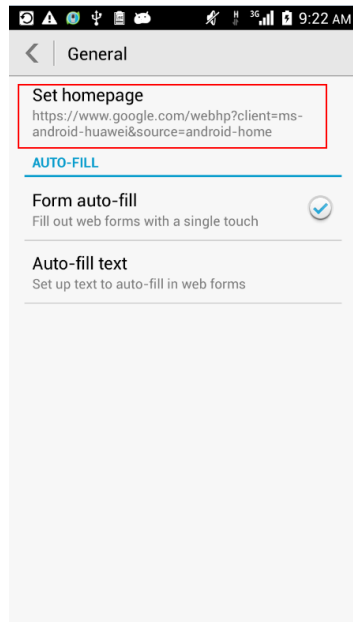 H 3G 9:22 AM
General
Set homepage
https://www.google.com/webhp?client=ms-
android-huawei&source=android-home
AUTO-FILL
Form auto-fill
Fill out web forms with a single touch
Auto-fill text
Set up text to auto-fill in web forms